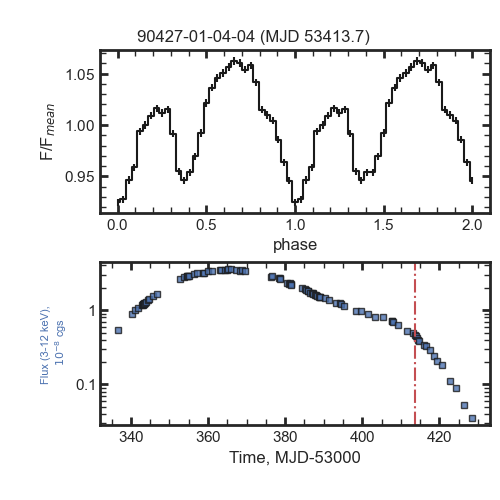 90427-01-04-04 (MJD 53413.7)
F/Fmean
1.05
1.00
0.95
0.0 0.5 1.0 1.5 2.0
phase
Flux (3-12 keV),
10⁻⁸ cgs
1
0.1
340 360 380 400 420
Time, MJD-53000